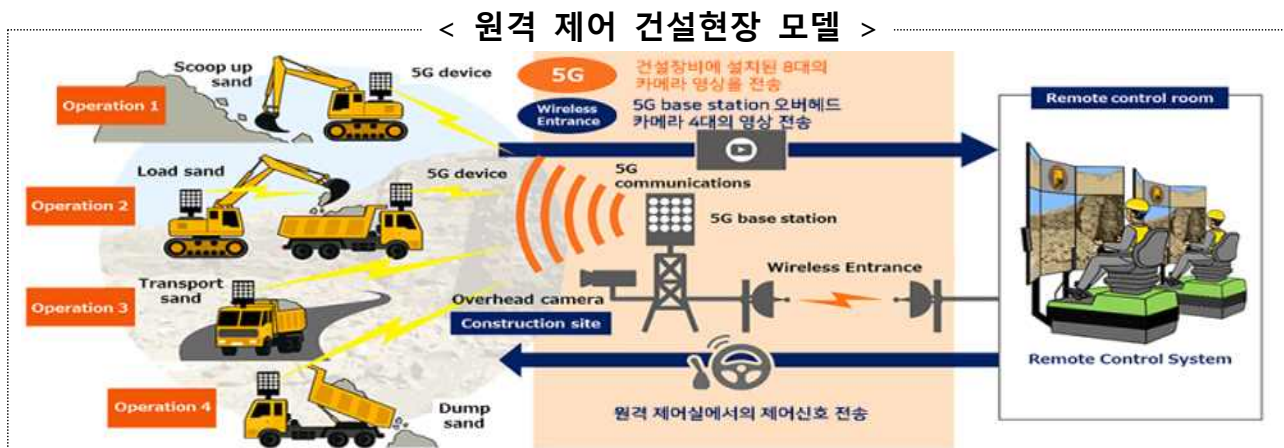 < 원격 제어 건설현장 모델 >
Scoop up
sand
5G device
Operation 1
5G
건설장비에 설치된 8대의
카메라 영상을 전송
Wireless
Entrance
5G base station 오버헤드
카메라 4대의 영상 전송
Remote control room
Load sand
5G device
Operation 2
5G
communications
5G base station
Wireless Entrance
Transport
sand
Operation 3
Overhead camera
Construction site
Remote Control System
Operation 4
Dump
sand
원격 제어실에서의 제어신호 전송